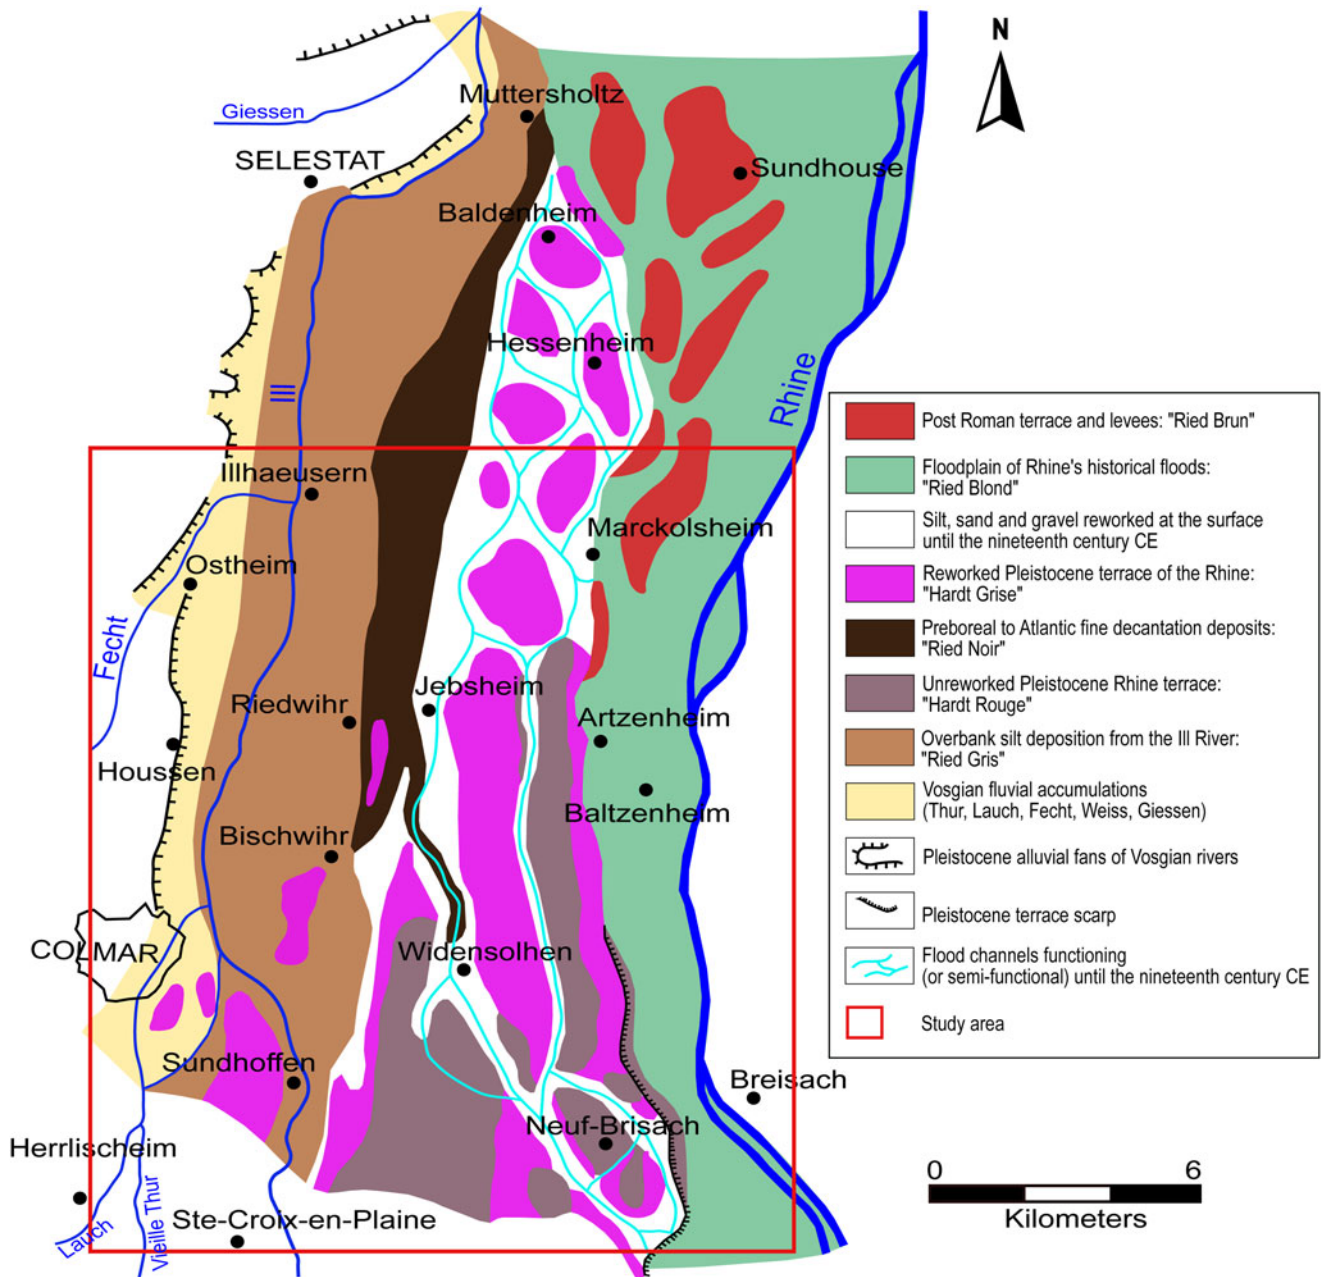 N
Giessen
Muttersholtz
SELESTAT
Sundhouse
Baldenheim
Hessenheim
Ill
Rhine
Illhaeusern
Marckolsheim
Ostheim
Fecht
Jebsheim
Riedwihr
Artzenheim
Houssen
Baltzenheim
Bischwihr
COLMAR
Widensolhen
Sundhoffen
Breisach
Neuf-Brisach
Herrlischeim
Ste-Croix-en-Plaine
Lauch
Vieille Thur
Post Roman terrace and levees: "Ried Brun"
Floodplain of Rhine's historical floods:
"Ried Blond"
Silt, sand and gravel reworked at the surface
until the nineteenth century CE
Reworked Pleistocene terrace of the Rhine:
"Hardt Grise"
Preboreal to Atlantic fine decantation deposits:
"Ried Noir"
Unreworked Pleistocene Rhine terrace:
"Hardt Rouge"
Overbank silt deposition from the Ill River:
"Ried Gris"
Vosgian fluvial accumulations
(Thur, Lauch, Fecht, Weiss, Giessen)
Pleistocene alluvial fans of Vosgian rivers
Pleistocene terrace scarp
Flood channels functioning
(or semi-functional) until the nineteenth century CE
Study area
0 6
Kilometers